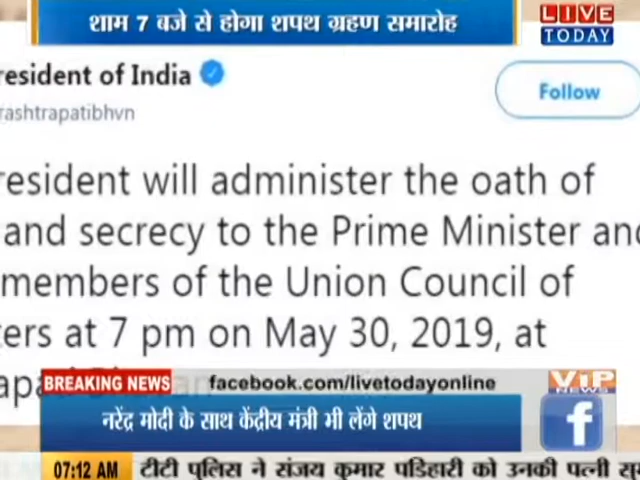 शाम 7 बजे से होगा शपथ ग्रहण समारोह
LIVE
TODAY
resident of India
rashtrapatibhvn
Follow
resident will administer the oath of
and secrecy to the Prime Minister and
members of the Union Council of
ters at 7 pm on May 30, 2019, at
BREAKING NEWS
facebook.com/livetodayonline
VIP
NEWS
नरेंद्र मोदी के साथ केंद्रीय मंत्री भी लेंगे शपथ
f
07:12 AM
टीटी पुलिस ने संजय कुमार पडिहारी को उनकी पत्नी